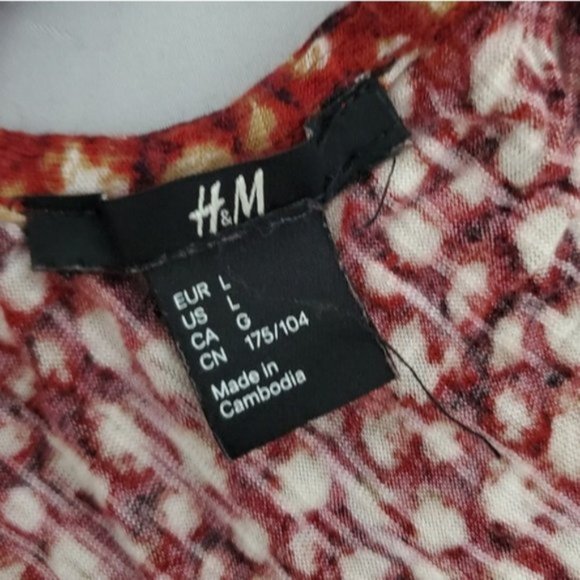 H&M
EUR L
US L
CA G
CN 175/104
Made in
Cambodia